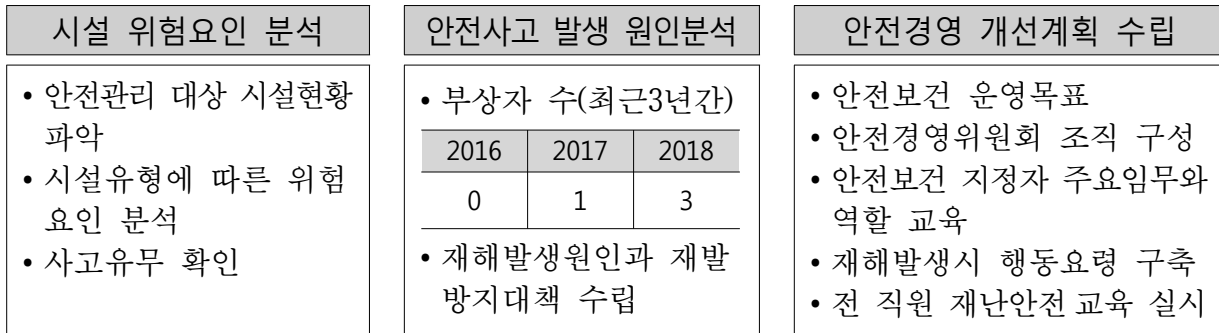 시설 위험요인 분석
• 안전관리 대상 시설현황
파악
• 시설유형에 따른 위험
요인 분석
• 사고유무 확인
안전사고 발생 원인분석
• 부상자 수(최근3년간)
2016 2017 2018
0 1 3
• 재해발생원인과 재발
방지대책 수립
안전경영 개선계획 수립
• 안전보건 운영목표
• 안전경영위원회 조직 구성
• 안전보건 지정자 주요임무와
역할 교육
• 재해발생시 행동요령 구축
• 전 직원 재난안전 교육 실시